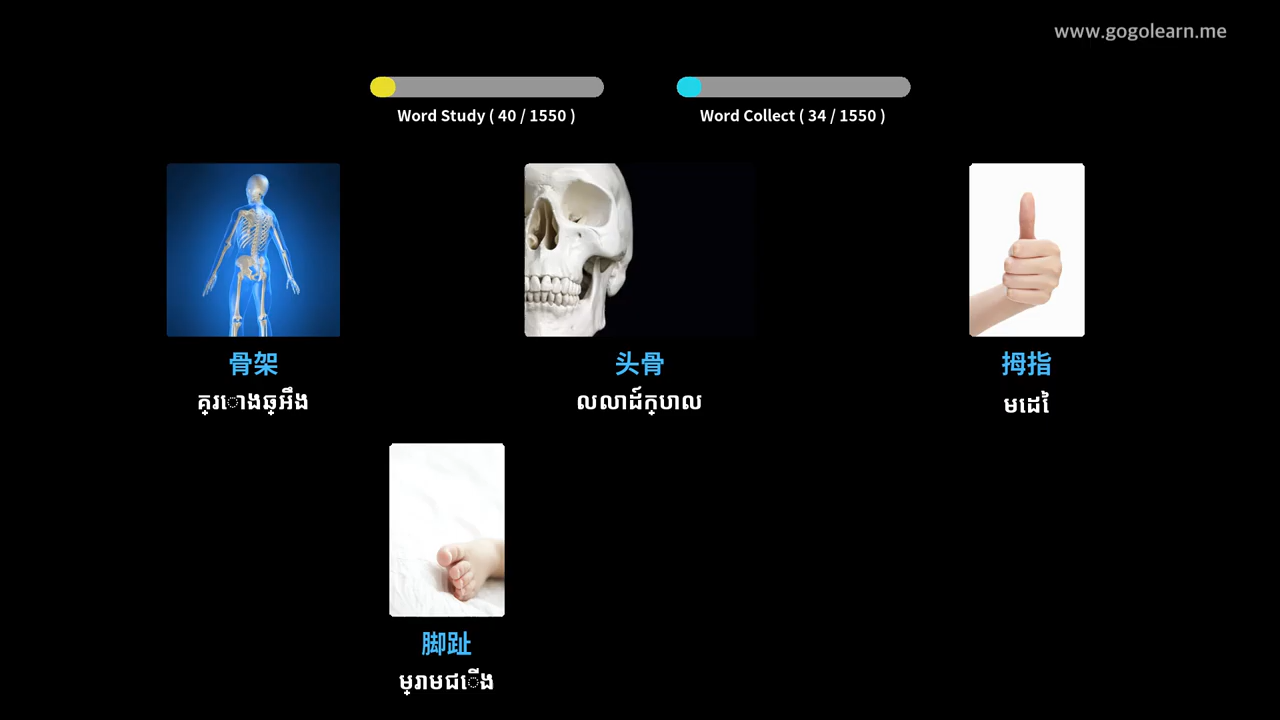 www.gogolearn.me
Word Study ( 40 / 1550 )
Word Collect ( 34 / 1550 )
骨架
头骨
拇指
គ្រោងឆ្អឹង
លលាដ៍ក្បាល
មេដៃ
脚趾
ម្រាមជើង